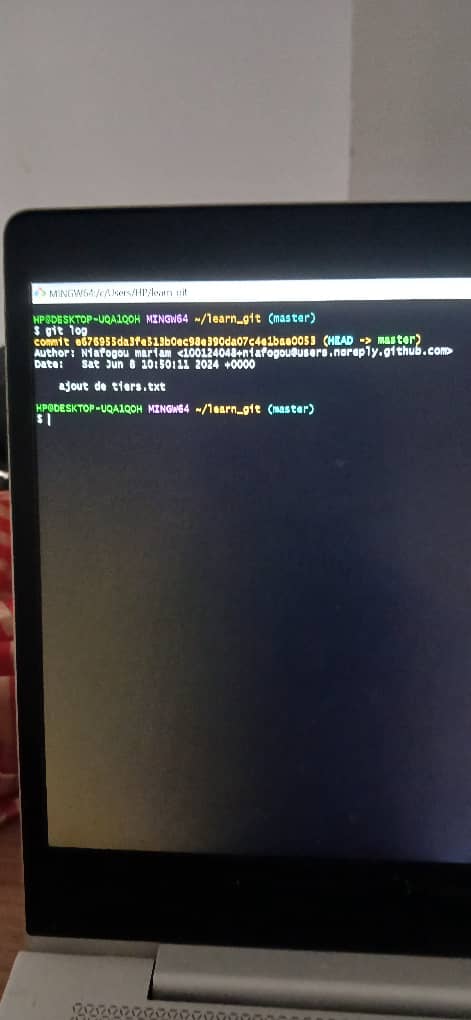 MINGW64:/c/Users/HP/learn_git
HP@DESKTOP-UQA1QOH MINGW64 ~/learn_git (master)
$ git log
commit e676955da3fe513b0ec98e390da07c4e1bae0053 (HEAD -> master)
Author: Niafogou mariam <100124048+niafogou@users.noreply.github.com>
Date:   Sat Jun 8 10:50:11 2024 +0000
ajout de tiers.txt
HP@DESKTOP-UQA1QOH MINGW64 ~/learn_git (master)
$